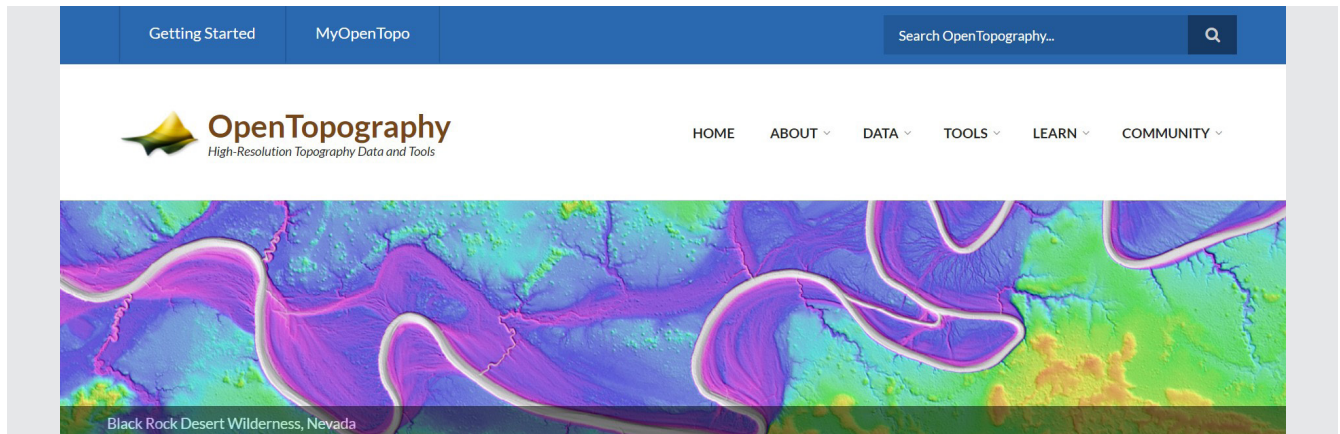 Getting Started MyOpenTopo Search OpenTopography...
OpenTopography
High-Resolution Topography Data and Tools
HOME ABOUT DATA TOOLS LEARN COMMUNITY
Black Rock Desert Wilderness, Nevada